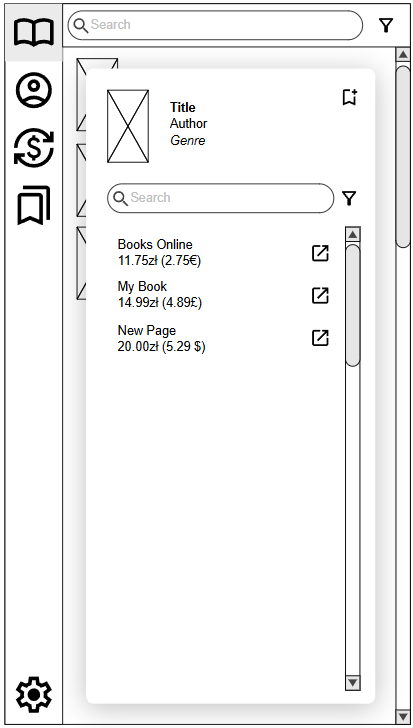 Search
Title
Author
Genre
Search
Books Online
11.75zł (2.75€)
My Book
14.99zł (4.89£)
New Page
20.00zł (5.29 $)